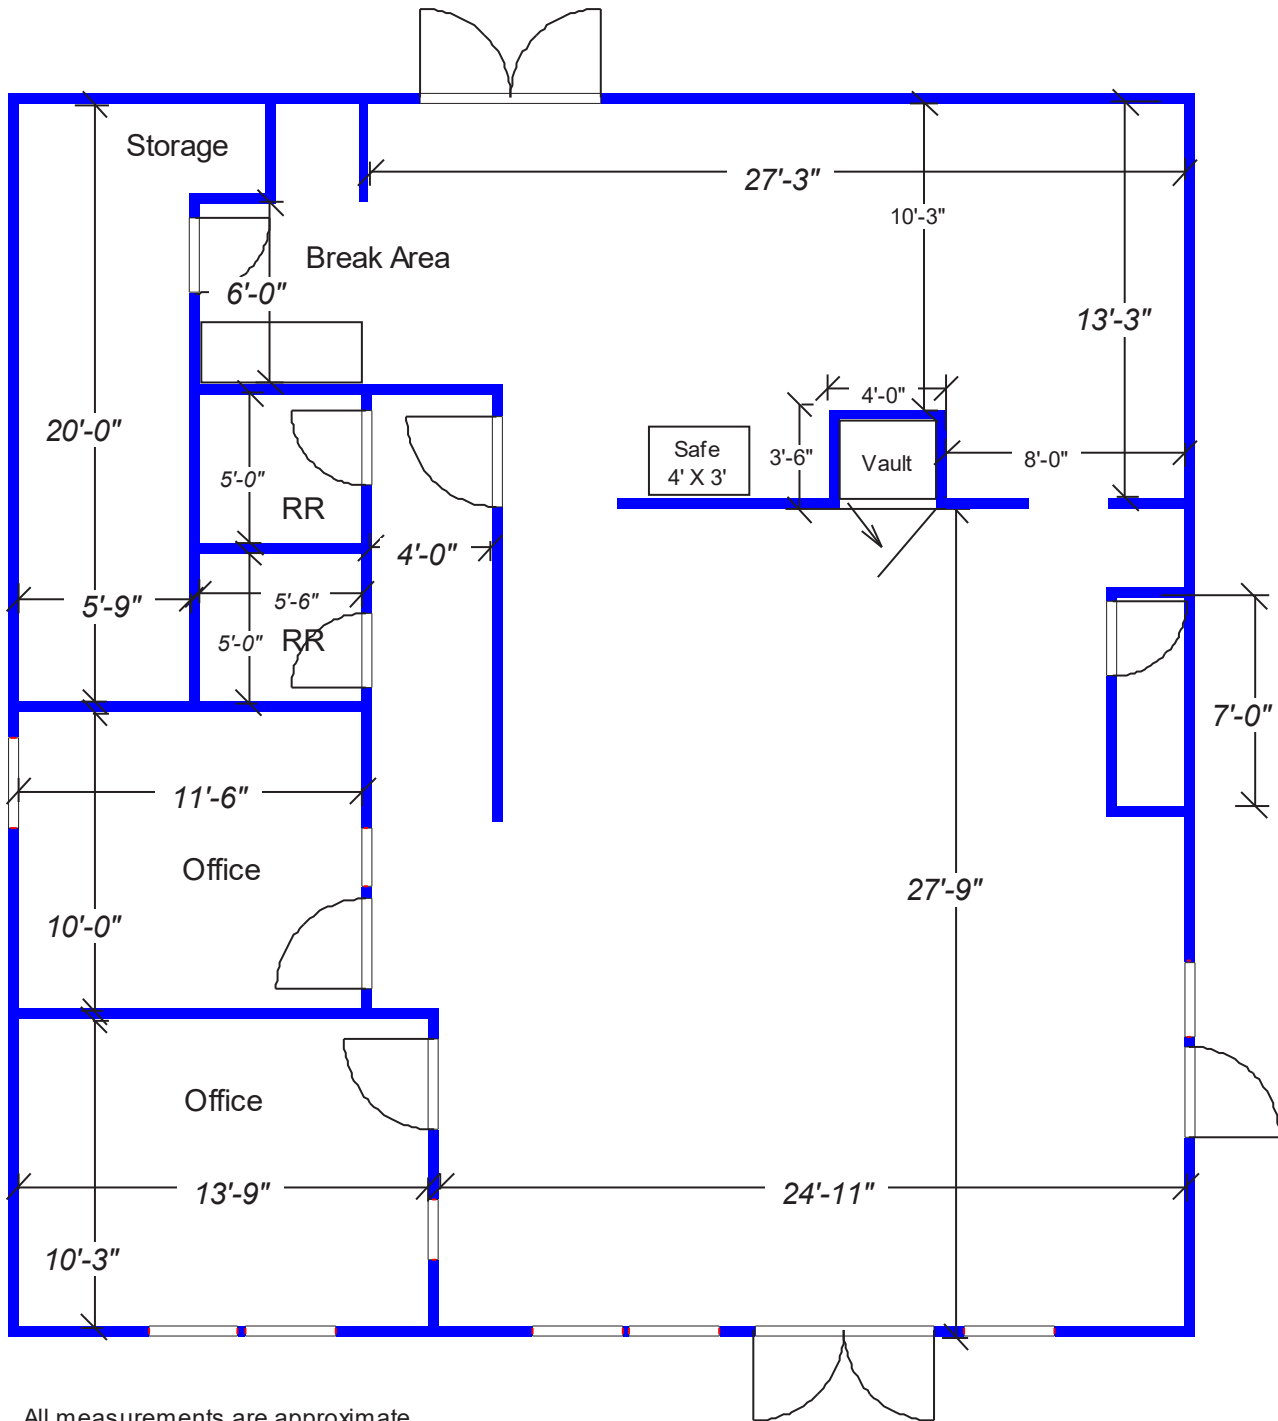 Storage
27'-3"
10'-3"
Break Area
6'-0"
13'-3"
4'-0"
20'-0"
Safe
4' X 3'
3'-6"
Vault
8'-0"
5'-0"
RR
4'-0"
5'-9"
5'-6"
5'-0"
RR
7'-0"
11'-6"
Office
27'-9"
10'-0"
Office
13'-9"
24'-11"
10'-3"
All measurements are approximate